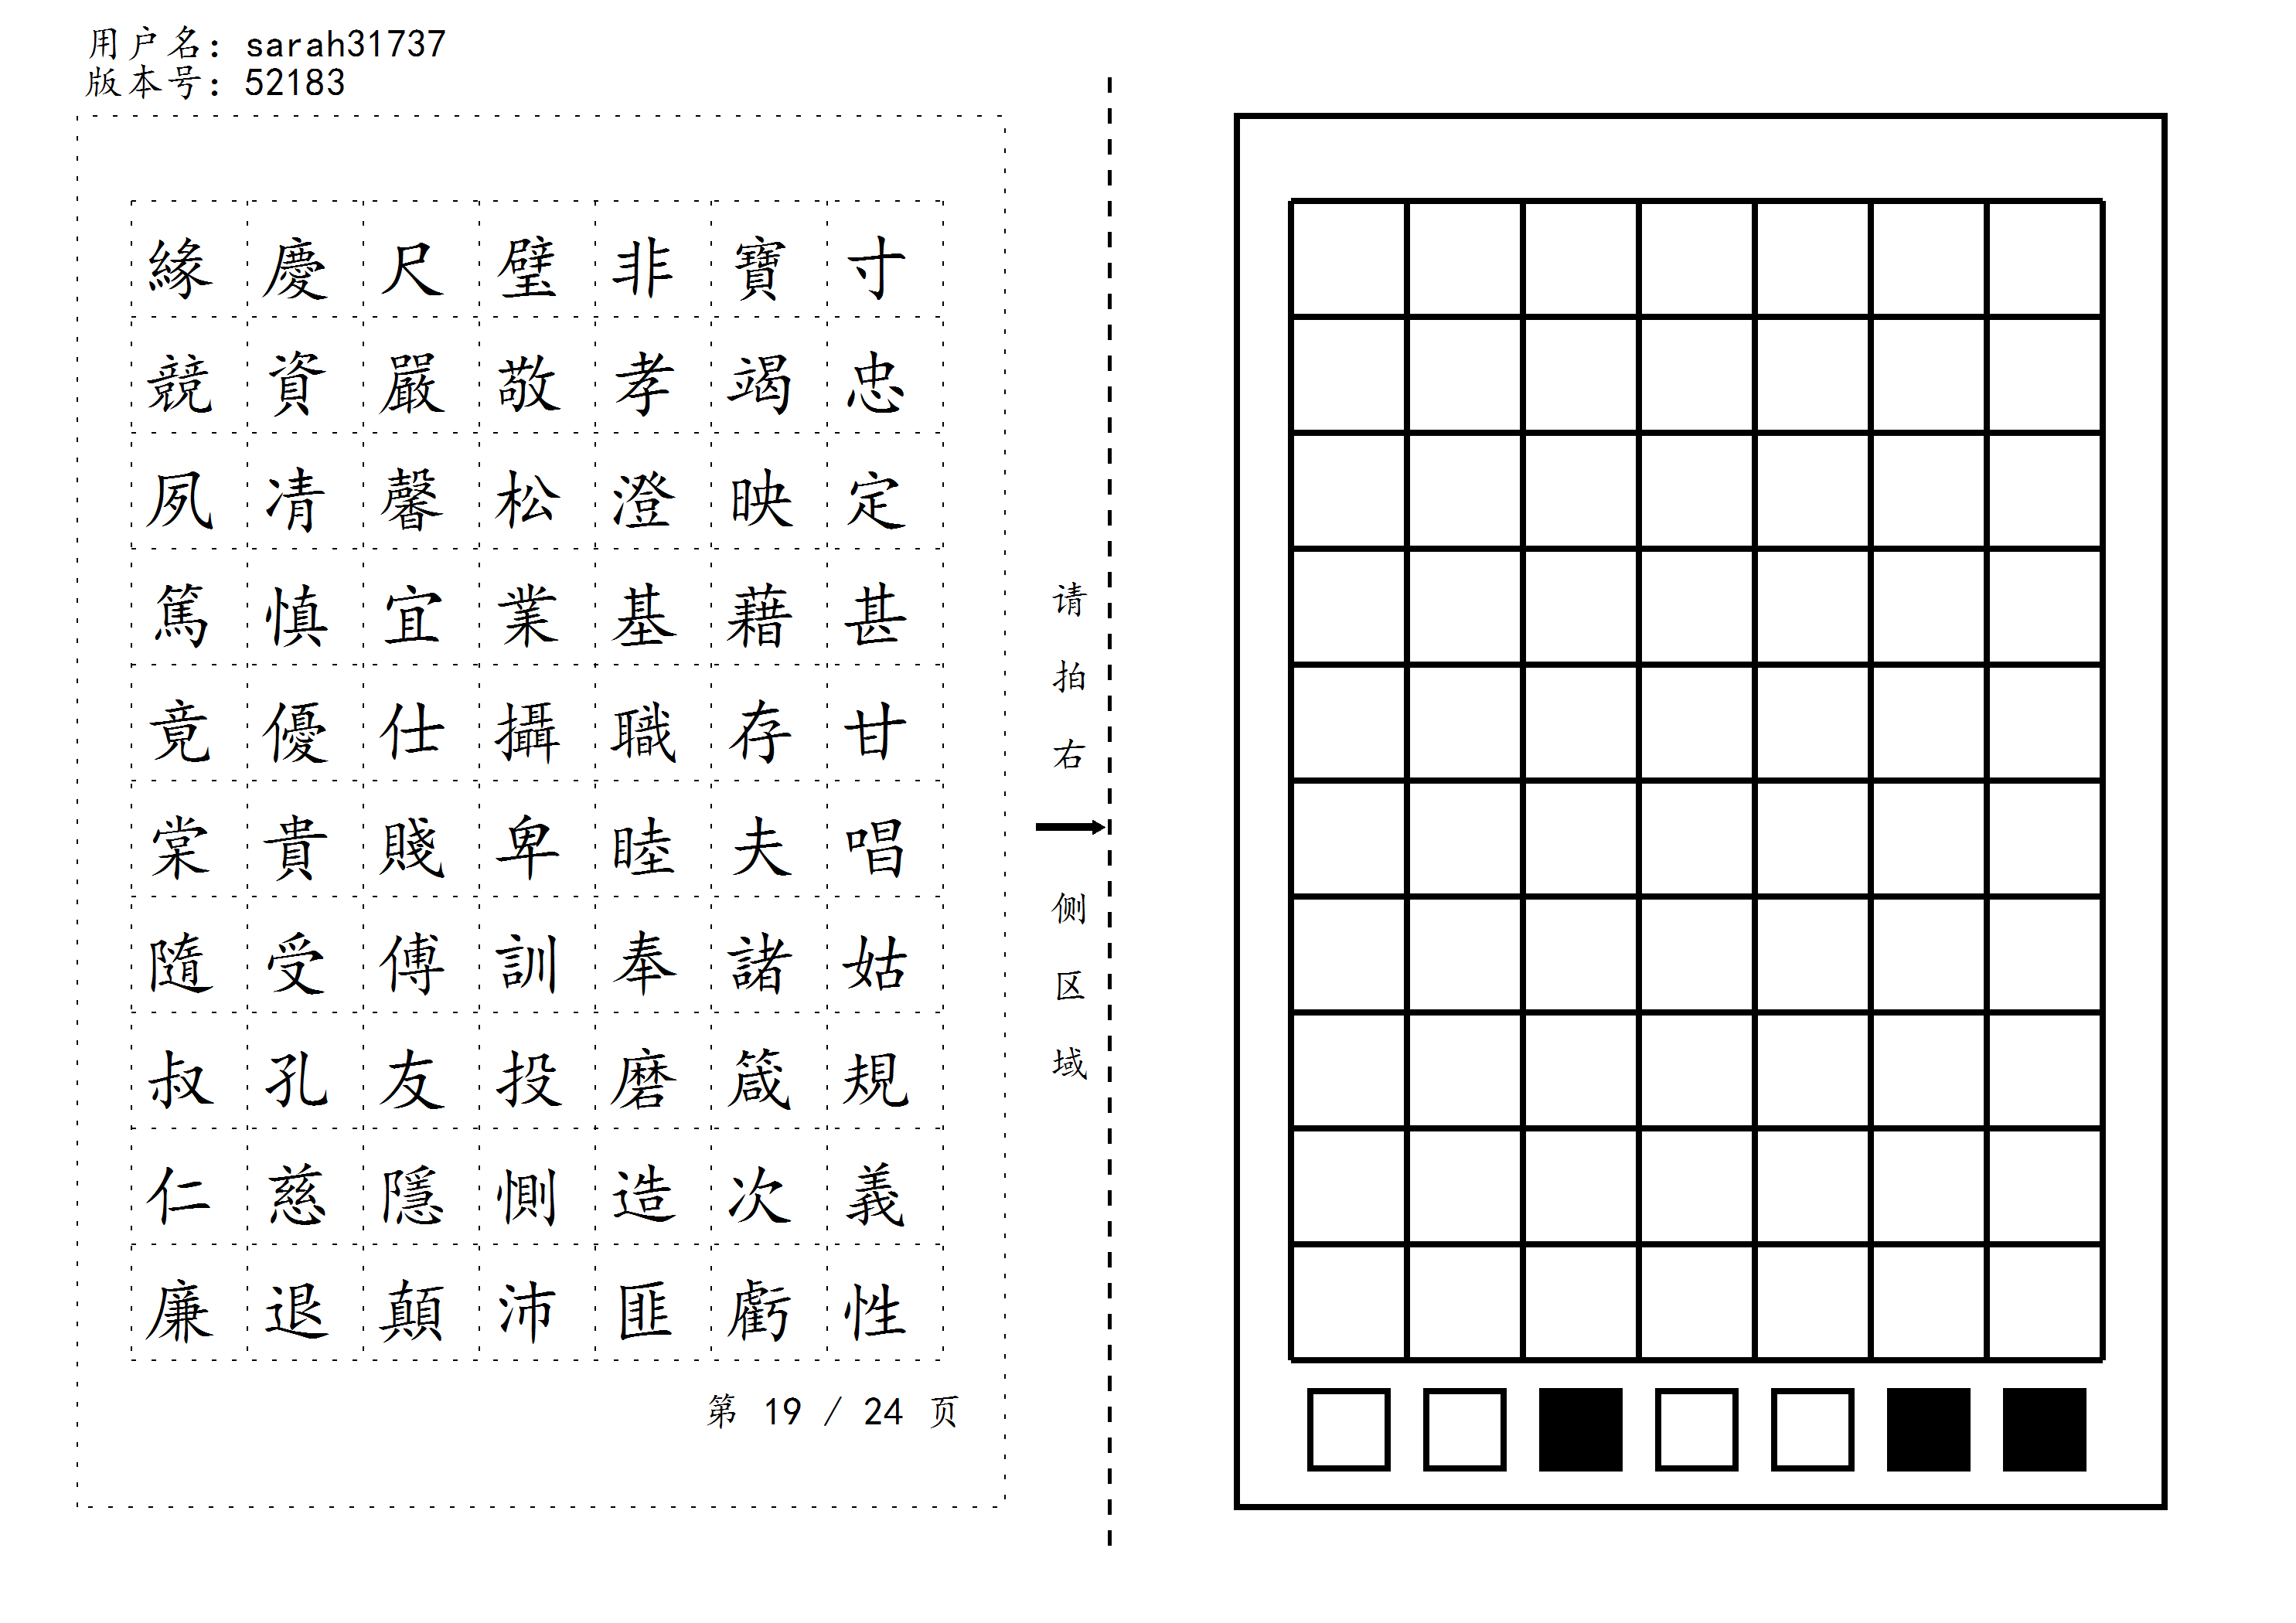 用户名: sarah31737
版本号: 52183
緣慶尺璧非寶寸
競資嚴敬孝竭忠
夙凊馨松澄映定
篤慎宜業基藉甚
竟優仕攝職存甘
棠貴賤卑睦夫唱
隨受傅訓奉諸姑
叔孔友投磨箴規
仁慈隱惻造次義
廉退顛沛匪虧性
第 19 / 24 页
请拍右侧区域